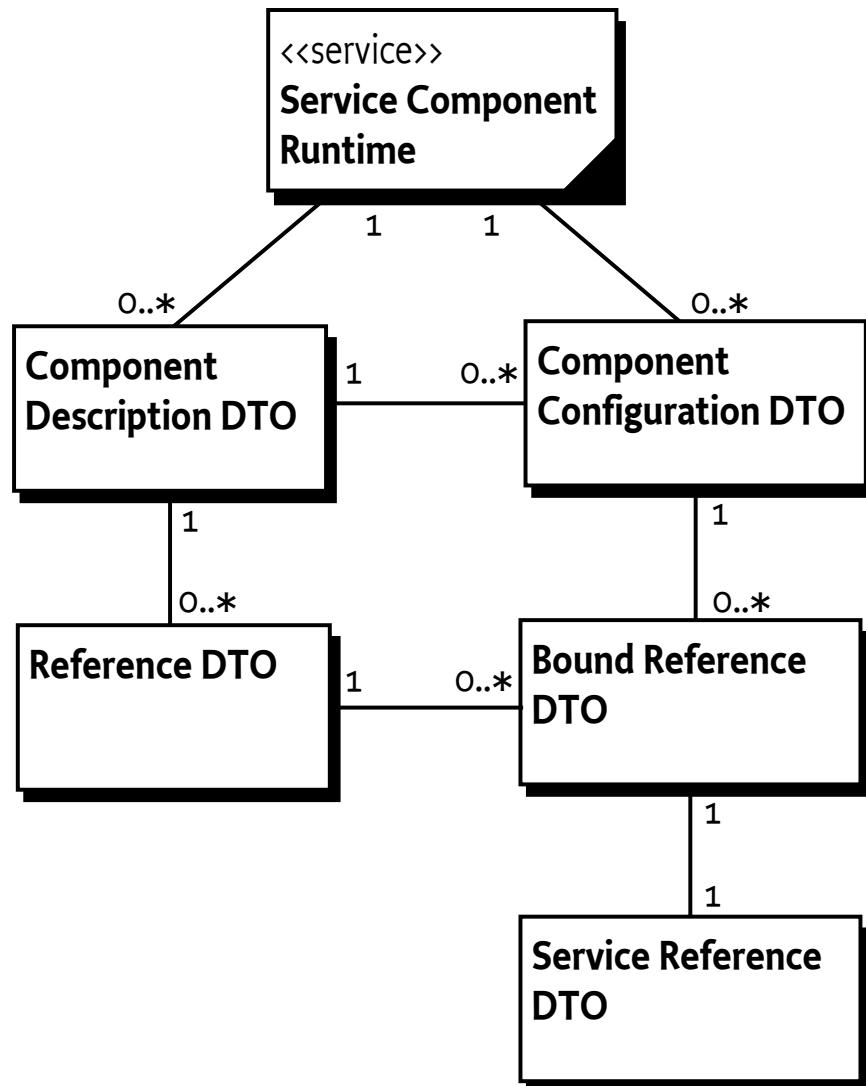 <<service>>
Service Component
Runtime
1
1
0..*
0..*
Component
Description DTO
1
0..*
Component
Configuration DTO
1
1
0..*
0..*
Reference DTO
1
0..*
Bound Reference
DTO
1
1
Service Reference
DTO